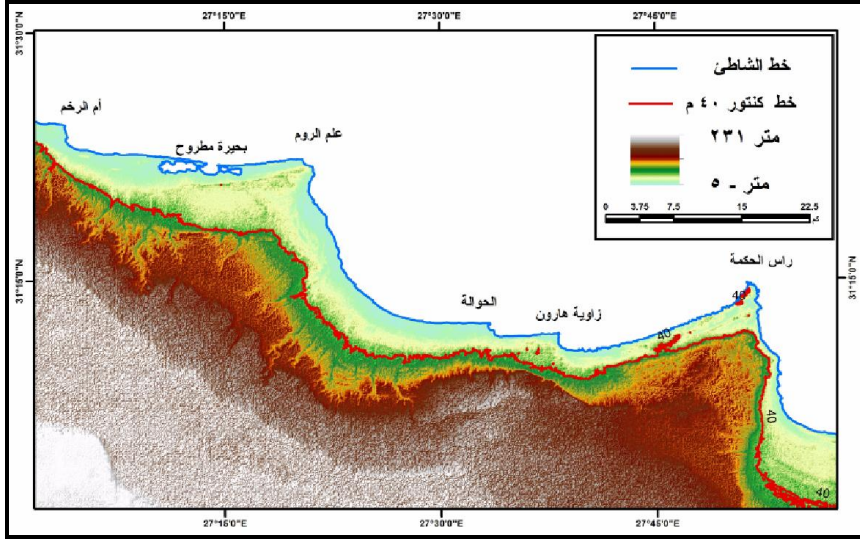 27°15'0"E 27°30'0"E 27°45'0"E
31°30'0"N
خط الشاطئ
خط كنتور ٤٠ م
متر ٢٣١
متر - ٥
0 3.75 7.5 15 22.5
كم
أم الرخم
علم الروم
بحيرة مطروح
راس الحكمة
31°15'0"N 31°15'0"N
40
الحوالة
زاوية هارون
40
40
40
27°15'0"E 27°30'0"E 27°45'0"E